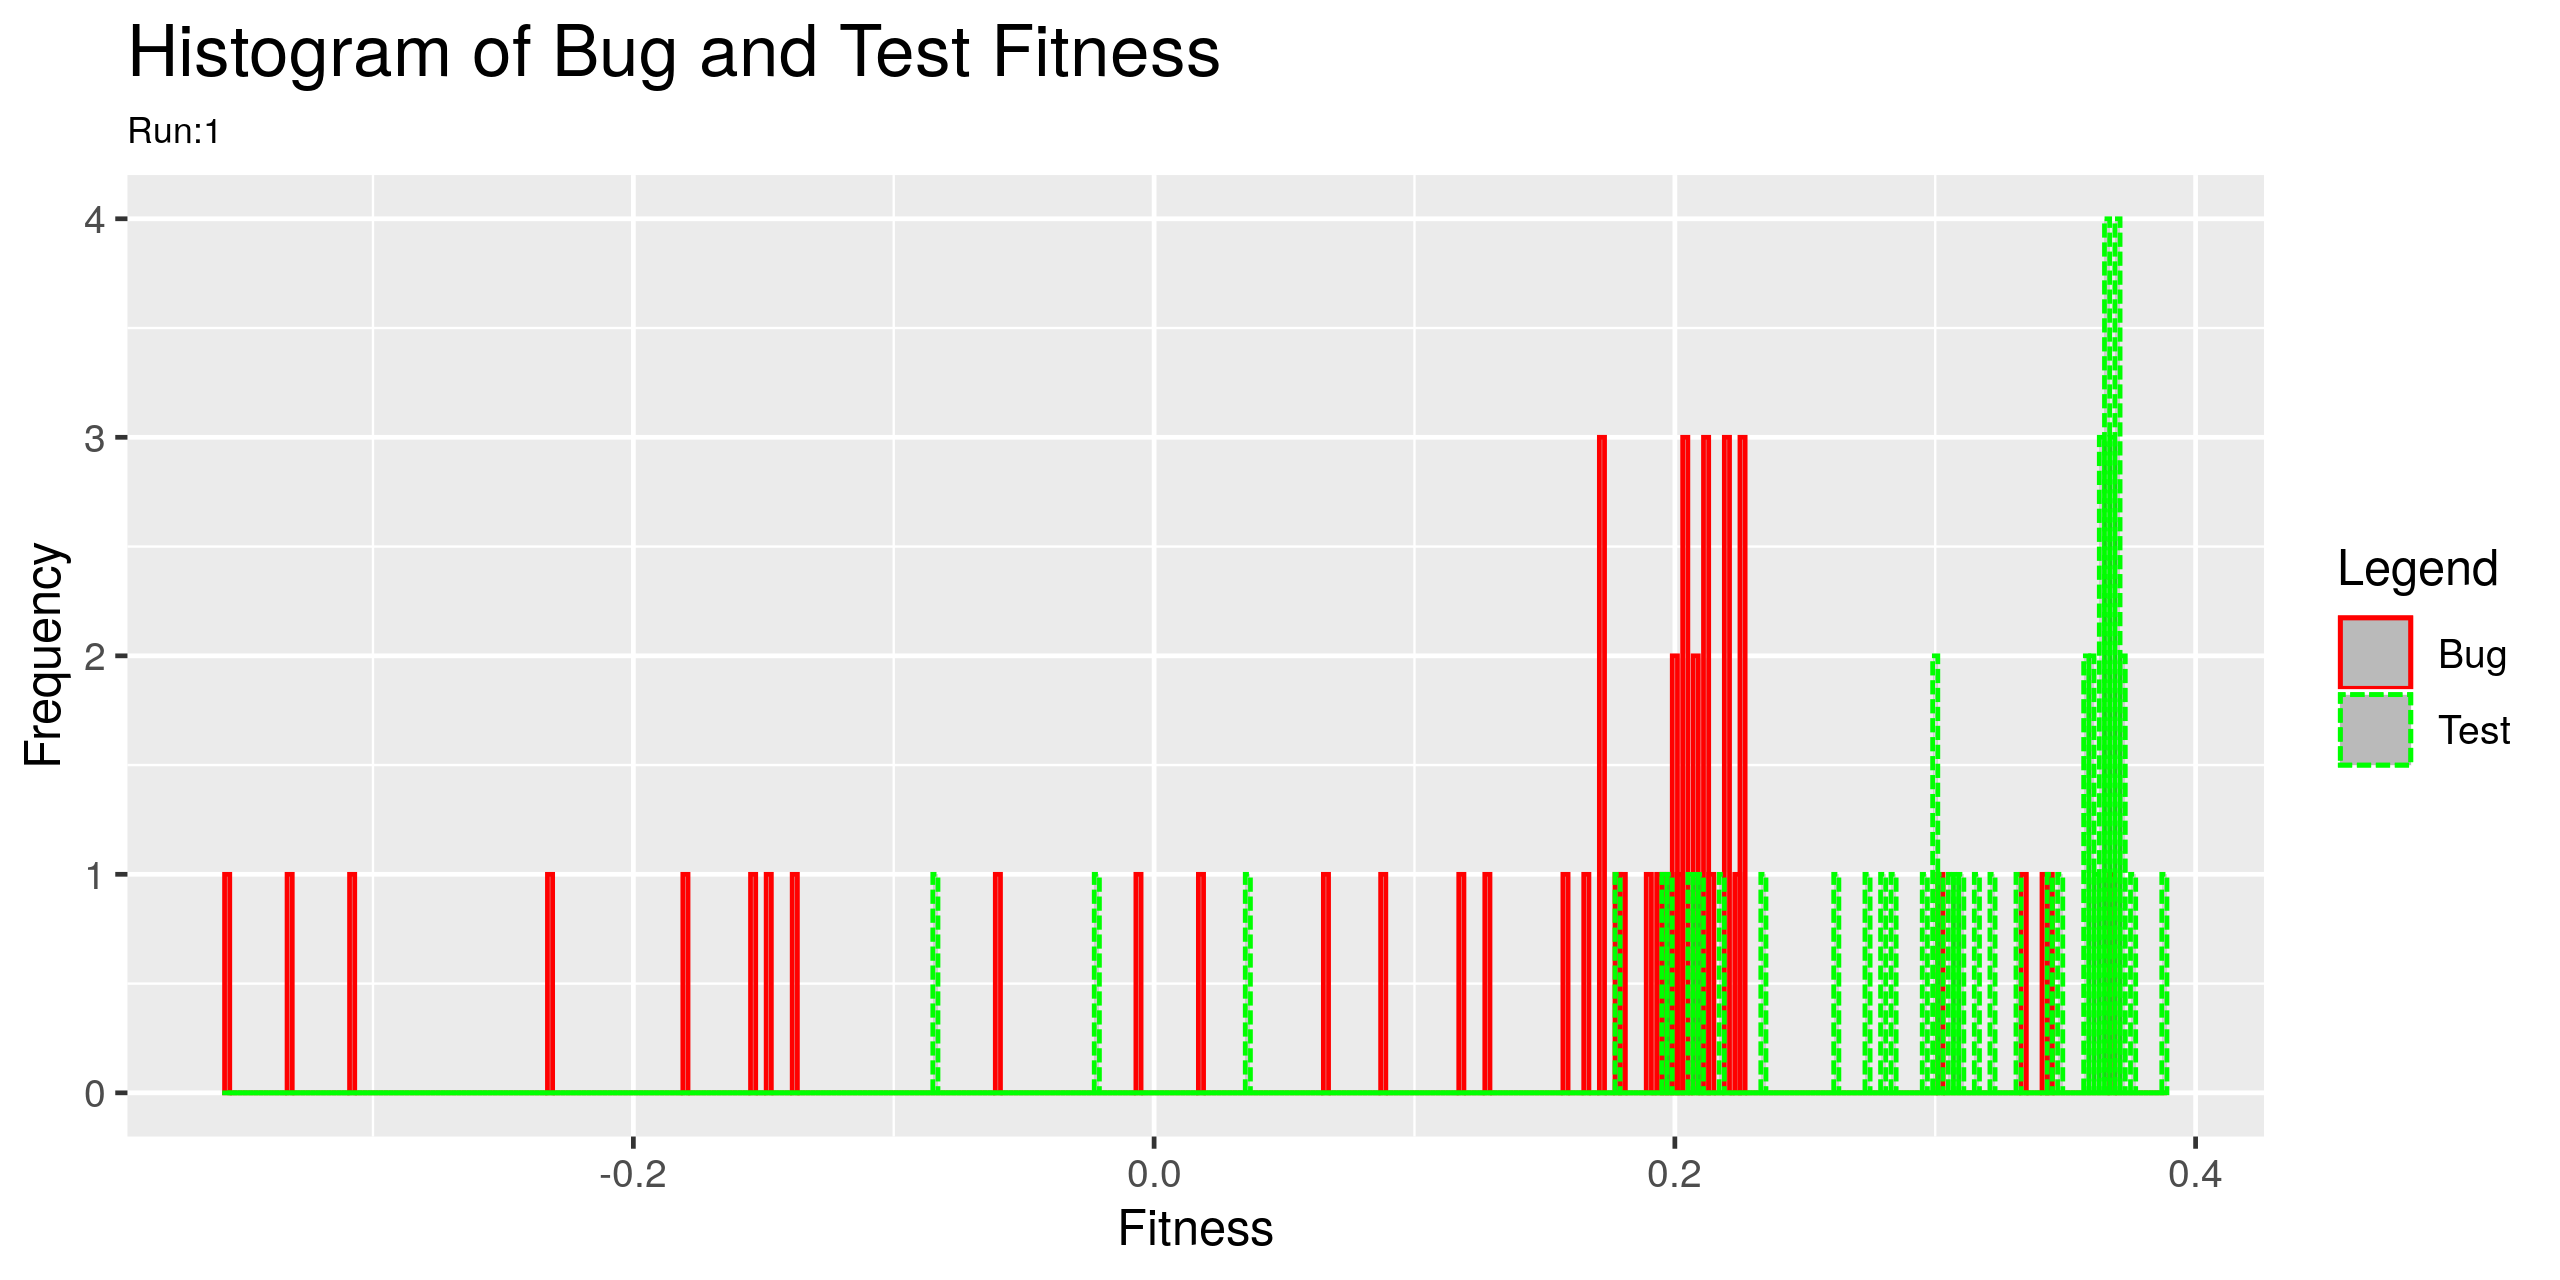 Histogram of Bug and Test Fitness
Run:1
Frequency
4
3
2
1
0
-0.2
0.0
0.2
0.4
Fitness
Legend
Bug
Test